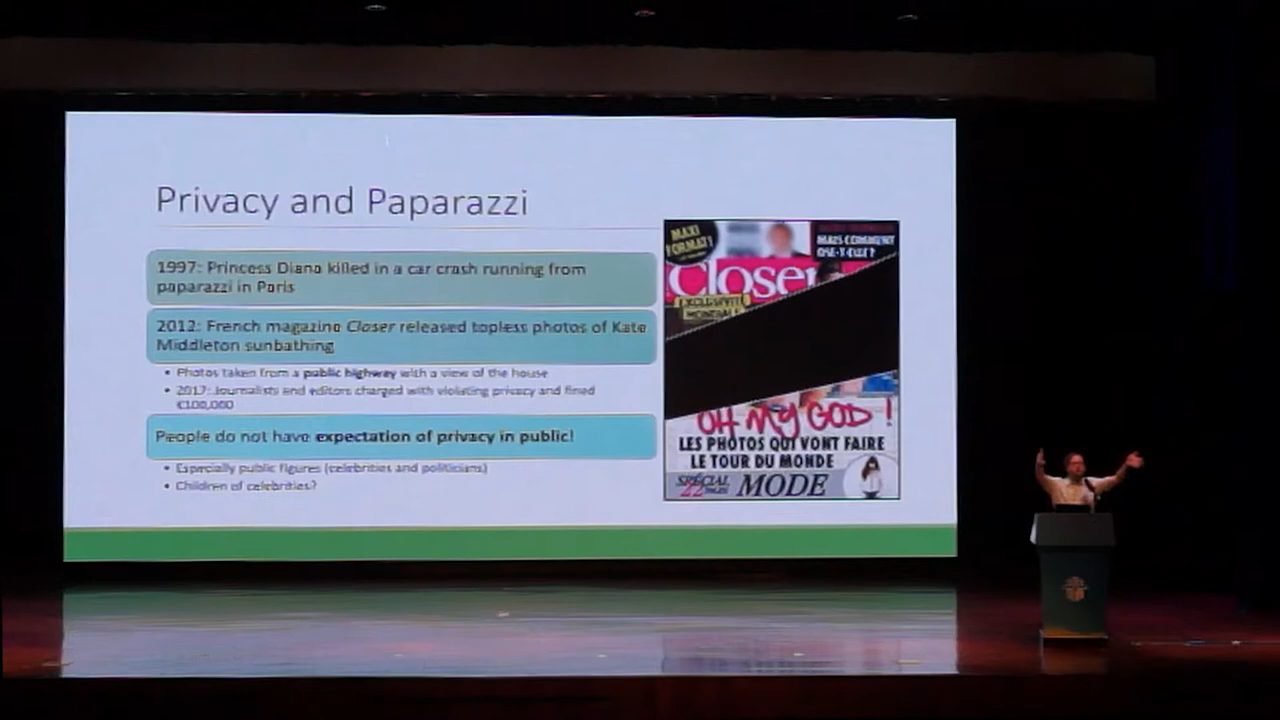 Privacy and Paparazzi
1997: Princess Diana killed in a car crash running from
paparazzi in Paris
2012: French magazine Closer released topless photos of Kate
Middleton sunbathing
• Photos taken from a public highway with a view of the house
• 2017: Journalists and editors charged with violating privacy and fined
€100,000
People do not have expectation of privacy in public!
• Especially public figures (celebrities and politicians)
• Children of celebrities?
MAXI
FORMAT!
MAIS COMMENT
OSE-T-ELLE?
Closer
EXCLUSIVITÉ
MONDIALE
OH MY GOD !
LES PHOTOS QUI VONT FAIRE
LE TOUR DU MONDE
SPÉCIAL
22
MODE